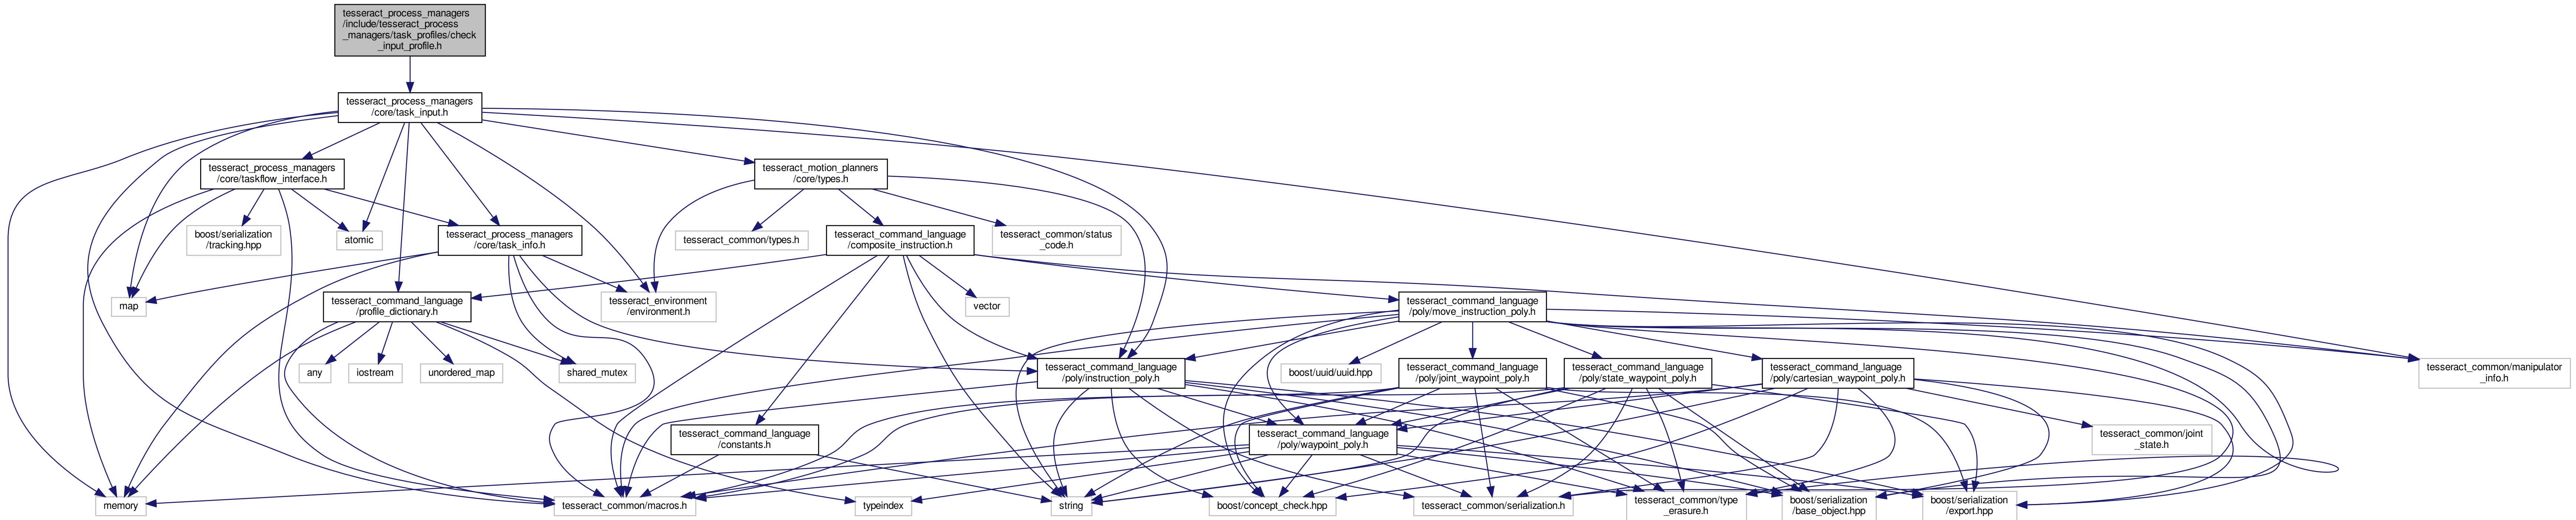 tesseract_process_managers
/include/tesseract_process
_managers/task_profiles/check
_input_profile.h
tesseract_process_managers
/core/task_input.h
tesseract_process_managers
/core/taskflow_interface.h
tesseract_motion_planners
/core/types.h
boost/serialization
/tracking.hpp
atomic
tesseract_process_managers
/core/task_info.h
tesseract_common/types.h
tesseract_command_language
/composite_instruction.h
tesseract_common/status
_code.h
map
tesseract_command_language
/profile_dictionary.h
tesseract_environment
/environment.h
vector
tesseract_command_language
/poly/move_instruction_poly.h
any
iostream
unordered_map
shared_mutex
tesseract_command_language
/poly/instruction_poly.h
boost/uuid/uuid.hpp
tesseract_command_language
/poly/joint_waypoint_poly.h
tesseract_command_language
/poly/state_waypoint_poly.h
tesseract_command_language
/poly/cartesian_waypoint_poly.h
tesseract_common/manipulator
_info.h
tesseract_command_language
/constants.h
tesseract_command_language
/poly/waypoint_poly.h
tesseract_common/joint
_state.h
memory
tesseract_common/macros.h
typeindex
string
boost/concept_check.hpp
tesseract_common/serialization.h
tesseract_common/type
_erasure.h
boost/serialization
/base_object.hpp
boost/serialization
/export.hpp